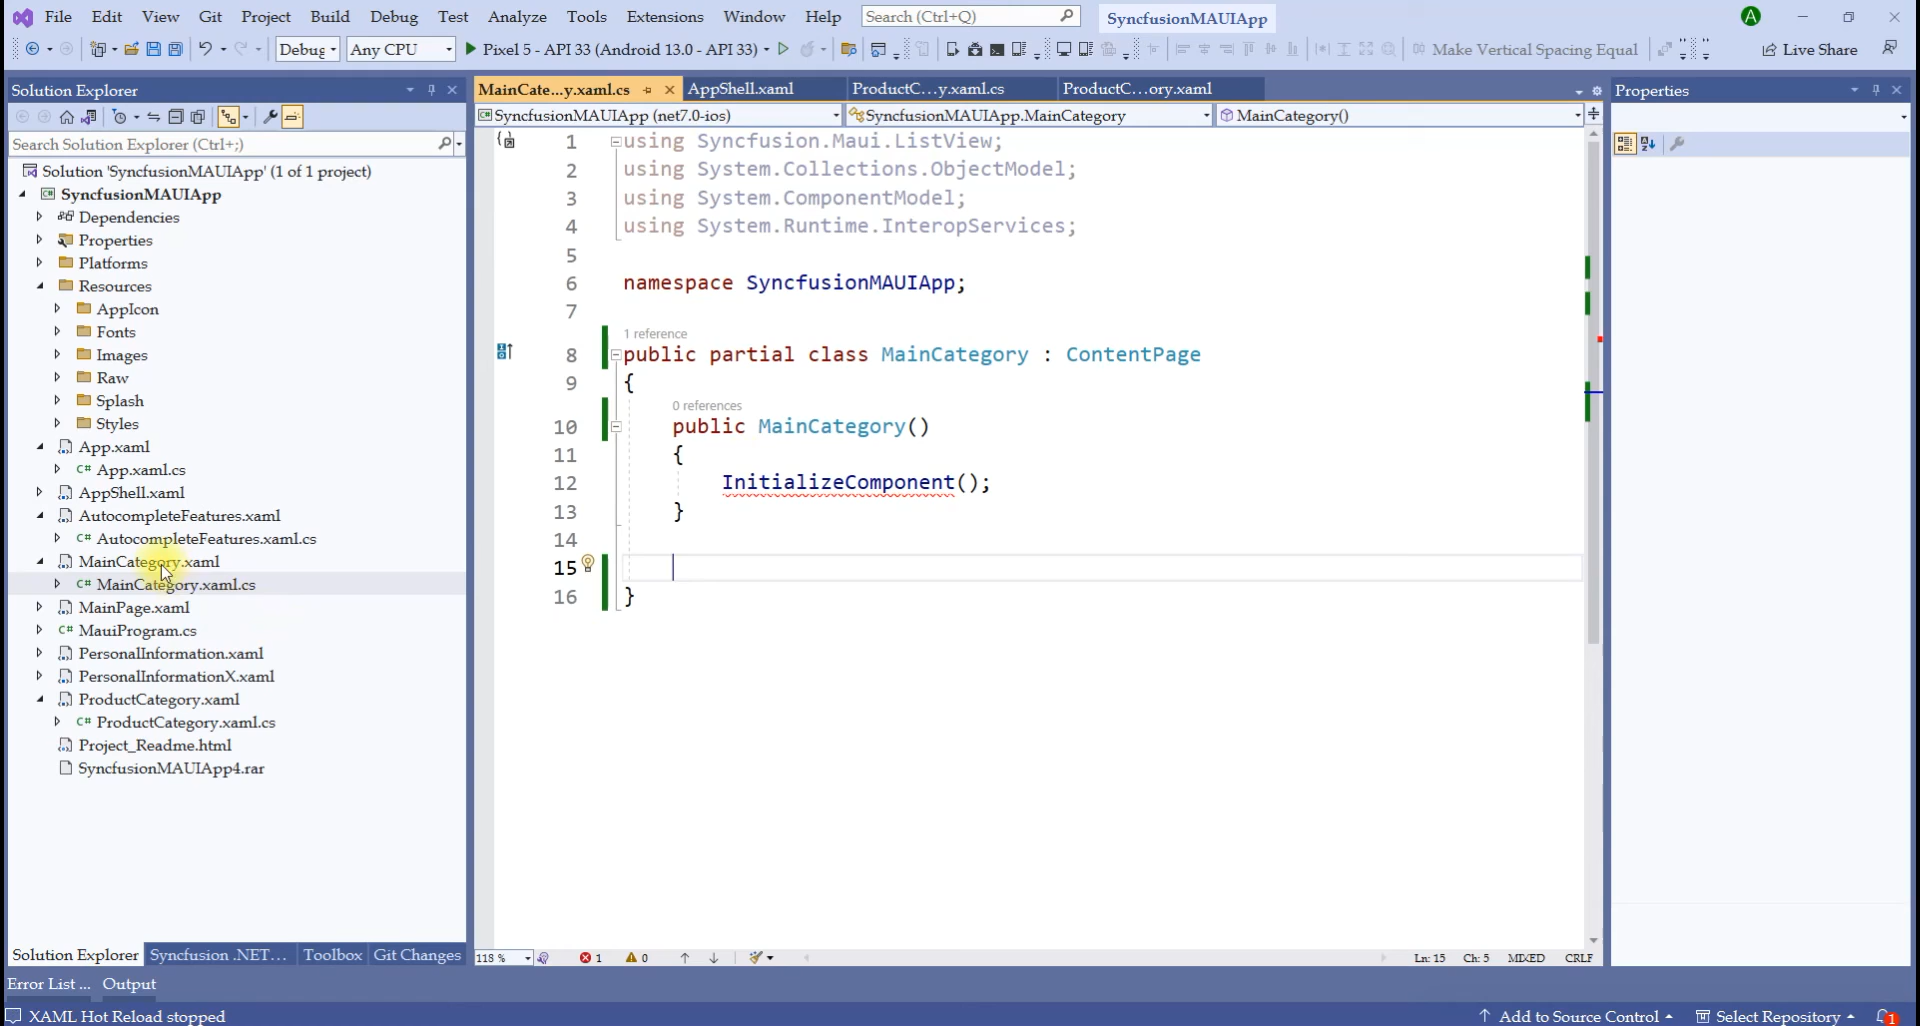 File Edit View Git Project Build Debug Test Analyze Tools Extensions Window Help Search (Ctrl+Q) SyncfusionMAUIApp A
Debug Any CPU Pixel 5 - API 33 (Android 13.0 - API 33) Make Vertical Spacing Equal Live Share
Solution Explorer
Search Solution Explorer (Ctrl+;)
Solution 'SyncfusionMAUIApp' (1 of 1 project)
SyncfusionMAUIApp
Dependencies
Properties
Platforms
Resources
AppIcon
Fonts
Images
Raw
Splash
Styles
App.xaml
App.xaml.cs
AppShell.xaml
AutocompleteFeatures.xaml
AutocompleteFeatures.xaml.cs
MainCategory.xaml
MainCategory.xaml.cs
MainPage.xaml
MauiProgram.cs
PersonalInformation.xaml
PersonalInformationX.xaml
ProductCategory.xaml
ProductCategory.xaml.cs
Project_Readme.html
SyncfusionMAUIApp4.rar
Solution Explorer Syncfusion .NET... Toolbox Git Changes
MainCate...y.xaml.cs AppShell.xaml ProductC...y.xaml.cs ProductC...ory.xaml
SyncfusionMAUIApp (net7.0-ios) SyncfusionMAUIApp.MainCategory MainCategory()
1 using Syncfusion.Maui.ListView;
2 using System.Collections.ObjectModel;
3 using System.ComponentModel;
4 using System.Runtime.InteropServices;
5
6 namespace SyncfusionMAUIApp;
7
1 reference
8 public partial class MainCategory : ContentPage
9 {
0 references
10 public MainCategory()
11 {
12 InitializeComponent();
13 }
14
15
16 }
118 % 1 0 Ln: 15 Ch: 5 MIXED CRLF
Properties
Error List ... Output
XAML Hot Reload stopped Add to Source Control Select Repository 1